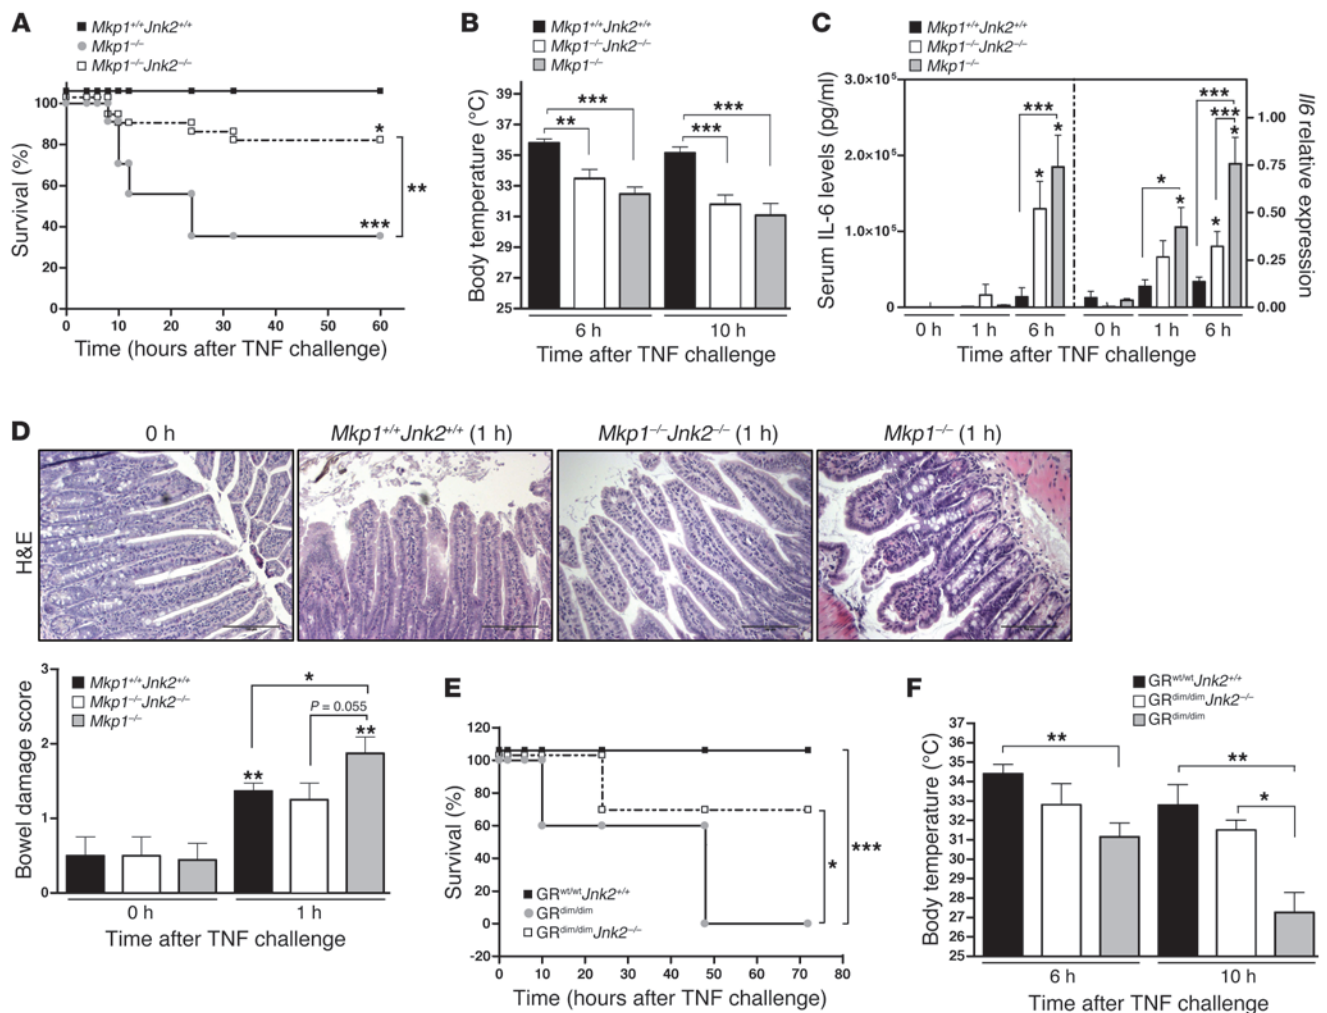 A
Mkp1+/+Jnk2+/+
Mkp1–/–
Mkp1–/–Jnk2–/–
Survival (%)
100
80
60
40
20
0
*
**
***
0 10 20 30 40 50 60
Time (hours after TNF challenge)
B
Mkp1+/+Jnk2+/+
Mkp1–/–Jnk2–/–
Mkp1–/–
Body temperature (°C)
39
37
35
33
31
29
27
25
***
**
***
***
6 h 10 h
Time after TNF challenge
C
Mkp1+/+Jnk2+/+
Mkp1–/–Jnk2–/–
Mkp1–/–
Serum IL-6 levels (pg/ml)
3.0×10⁵
2.0×10⁵
1.0×10⁵
0
***
*
*
*
*
***
***
*
*
Il6 relative expression
1.00
0.75
0.50
0.25
0.00
0 h 1 h 6 h 0 h 1 h 6 h
Time after TNF challenge
D
0 h Mkp1+/+Jnk2+/+ (1 h) Mkp1–/–Jnk2–/– (1 h) Mkp1–/– (1 h)
H&E
Mkp1+/+Jnk2+/+
Mkp1–/–Jnk2–/–
Mkp1–/–
Bowel damage score
3
2
1
0
*
P = 0.055
**
**
0 h 1 h
Time after TNF challenge
E
Survival (%)
120
100
80
60
40
20
0
-20
*
***
GRwt/wtJnk2+/+
GRdim/dim
GRdim/dimJnk2–/–
0 10 20 30 40 50 60 70 80
Time (hours after TNF challenge)
F
GRwt/wtJnk2+/+
GRdim/dimJnk2–/–
GRdim/dim
Body temperature (°C)
37
36
35
34
33
32
31
30
29
28
27
26
25
**
**
*
6 h 10 h
Time after TNF challenge